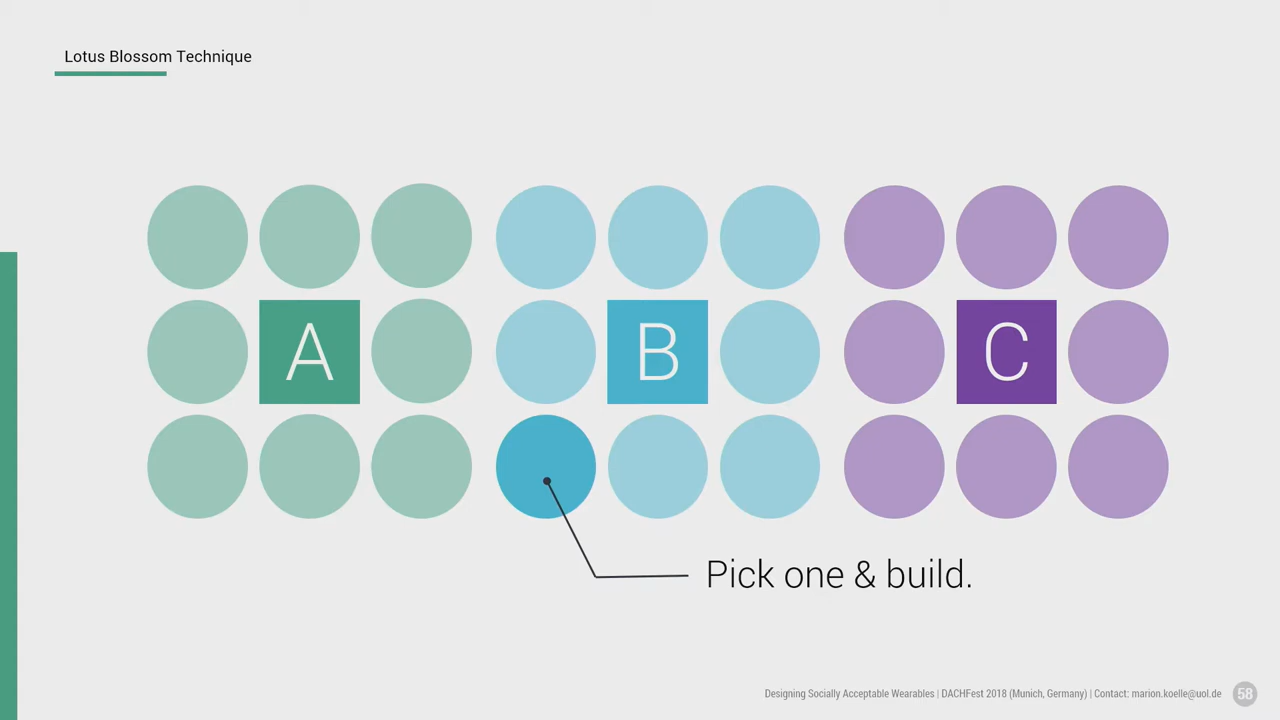 Lotus Blossom Technique
A
B
C
Pick one & build.
Designing Socially Acceptable Wearables | DACHFest 2018 (Munich, Germany) | Contact: marion.koelle@uol.de
58